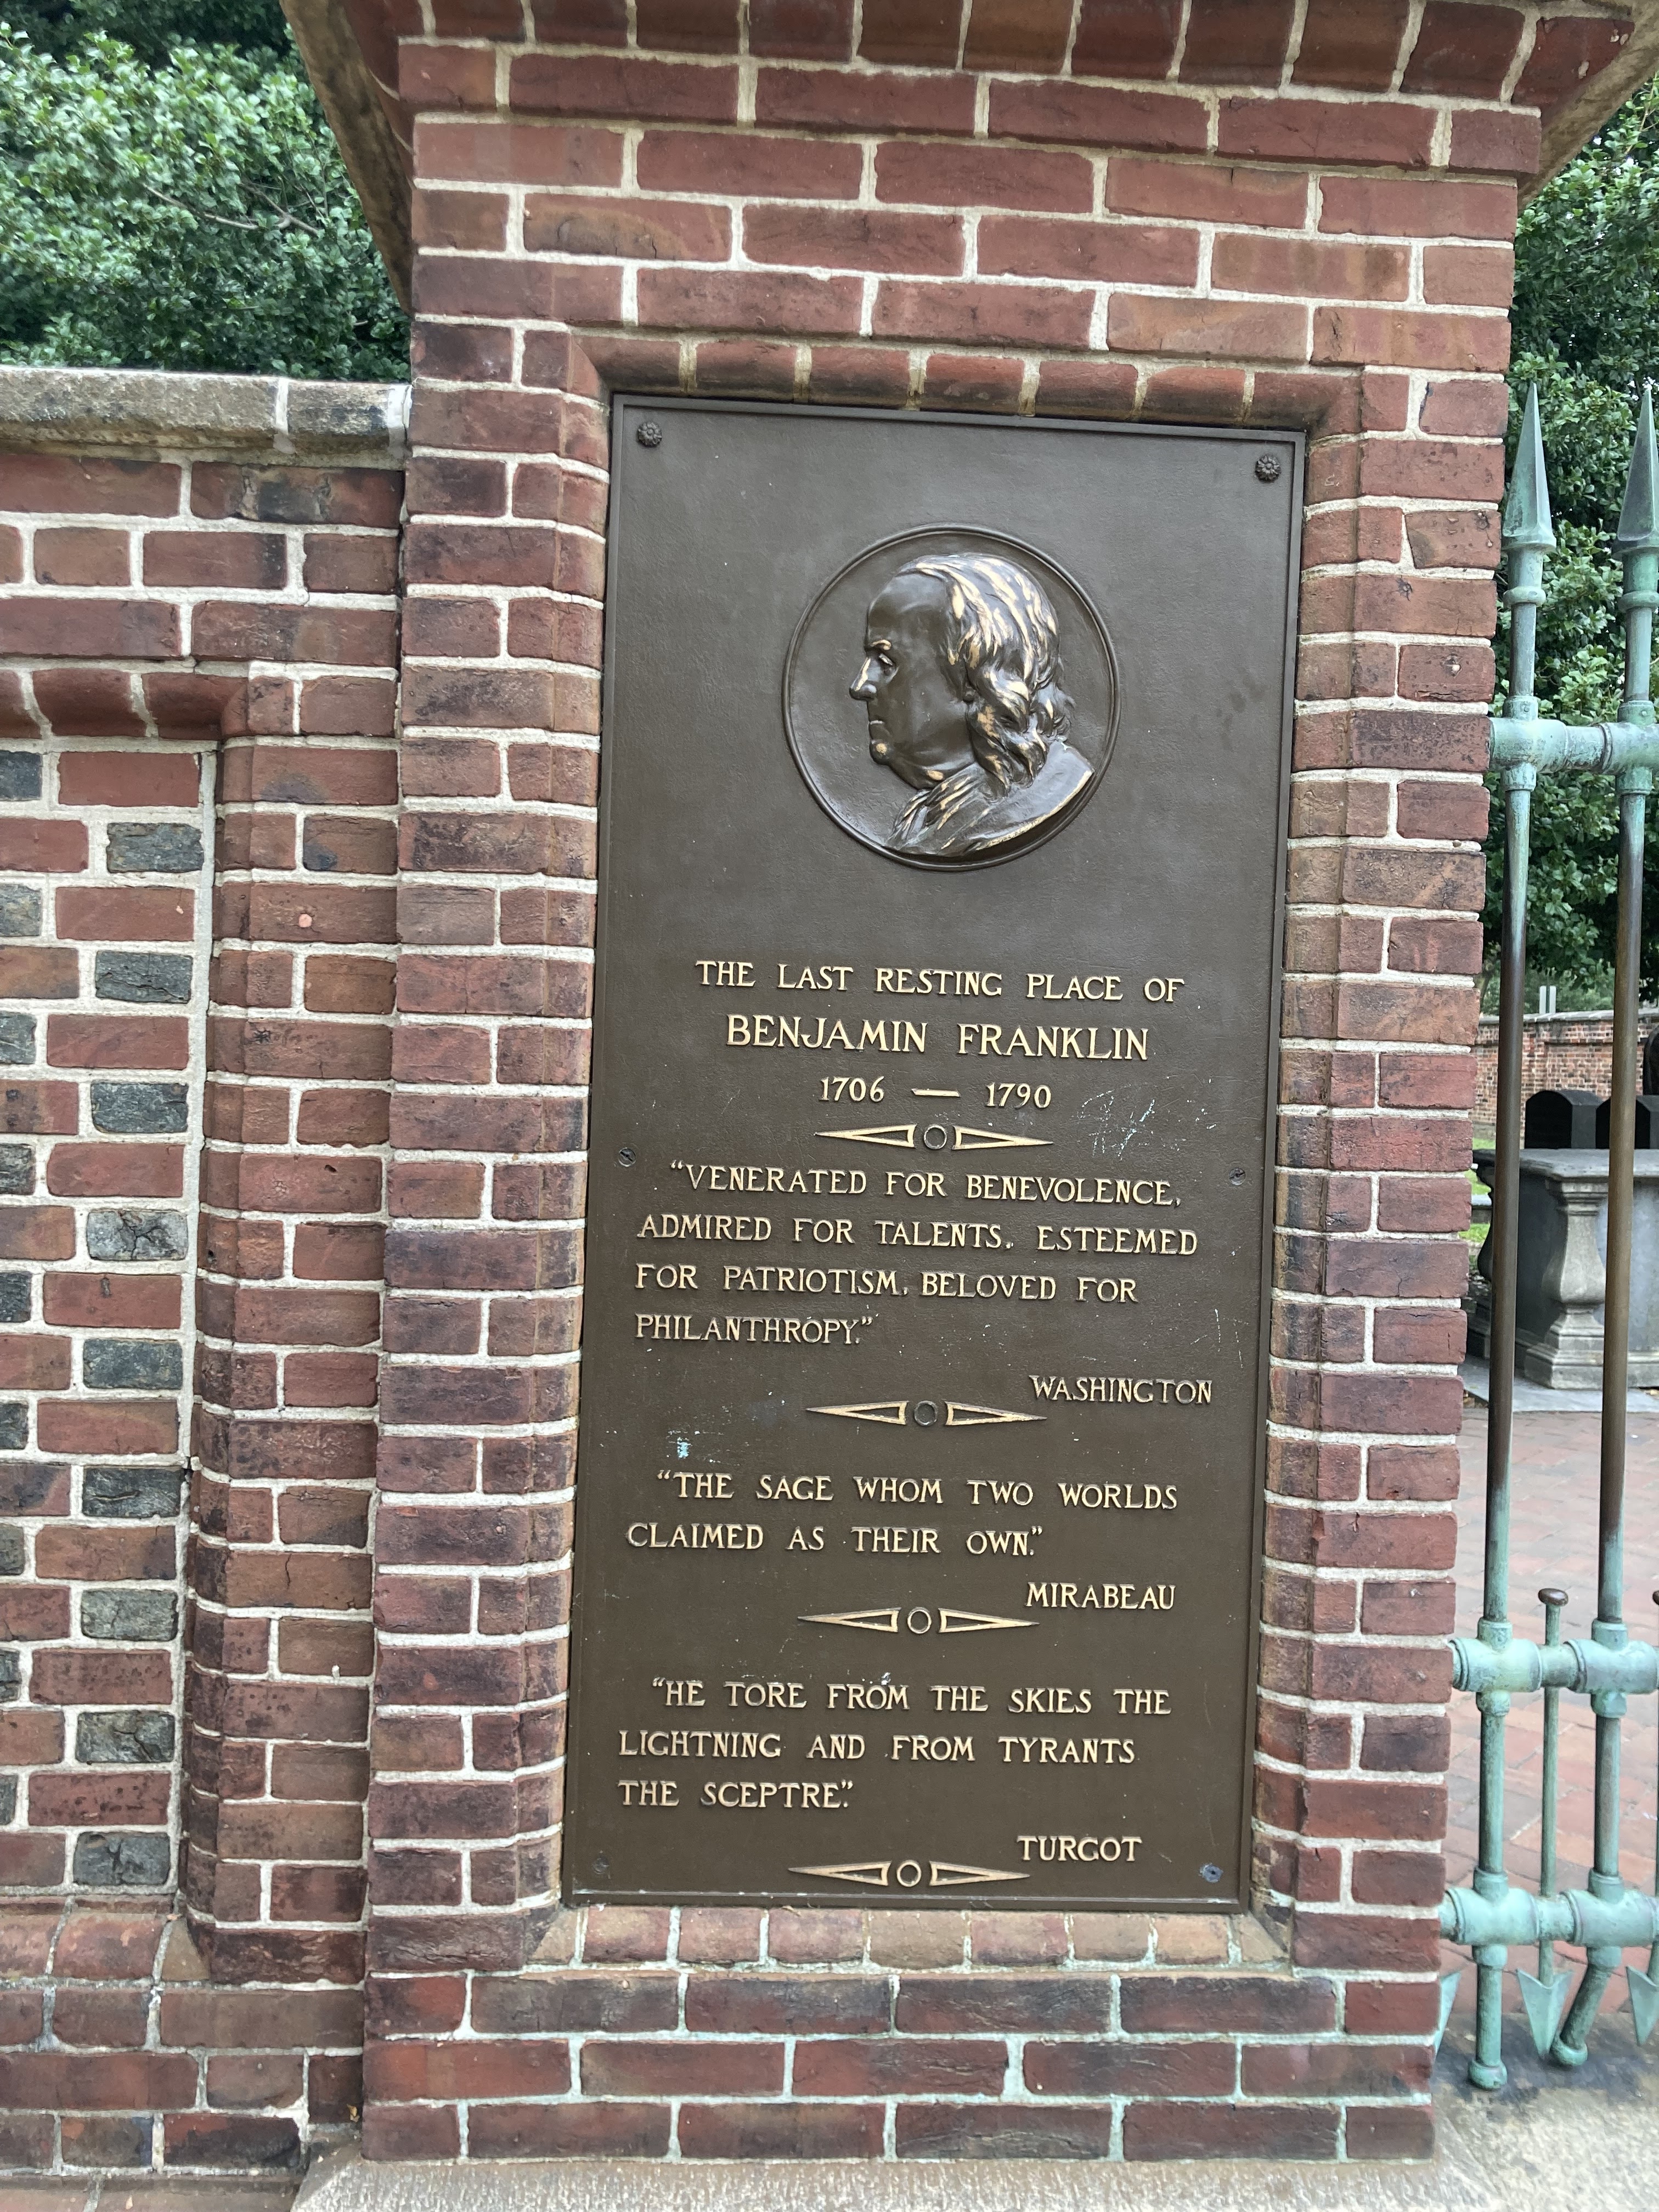 THE LAST RESTING PLACE OF
BENJAMIN FRANKLIN
1706 — 1790
“VENERATED FOR BENEVOLENCE,
ADMIRED FOR TALENTS, ESTEEMED
FOR PATRIOTISM, BELOVED FOR
PHILANTHROPY.”
WASHINGTON
“THE SAGE WHOM TWO WORLDS
CLAIMED AS THEIR OWN.”
MIRABEAU
“HE TORE FROM THE SKIES THE
LIGHTNING AND FROM TYRANTS
THE SCEPTRE.”
TURGOT